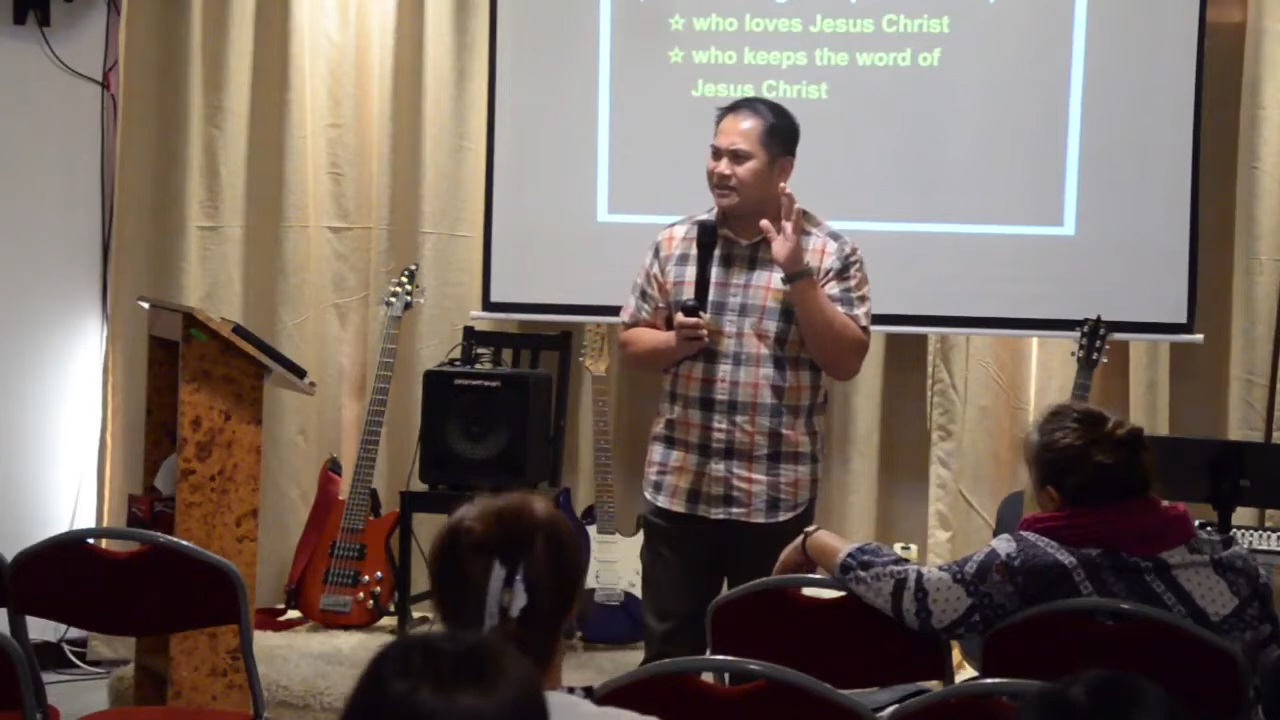 ☆ who loves Jesus Christ
☆ who keeps the word of
Jesus Christ